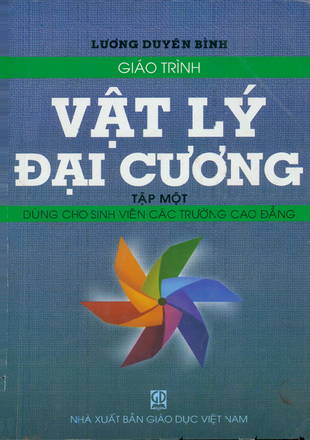 LƯƠNG DUYÊN BÌNH
GIÁO TRÌNH
VẬT LÝ
ĐẠI CƯƠNG
TẬP MỘT
DÙNG CHO SINH VIÊN CÁC TRƯỜNG CAO ĐẲNG
GD
NHÀ XUẤT BẢN GIÁO DỤC VIỆT NAM